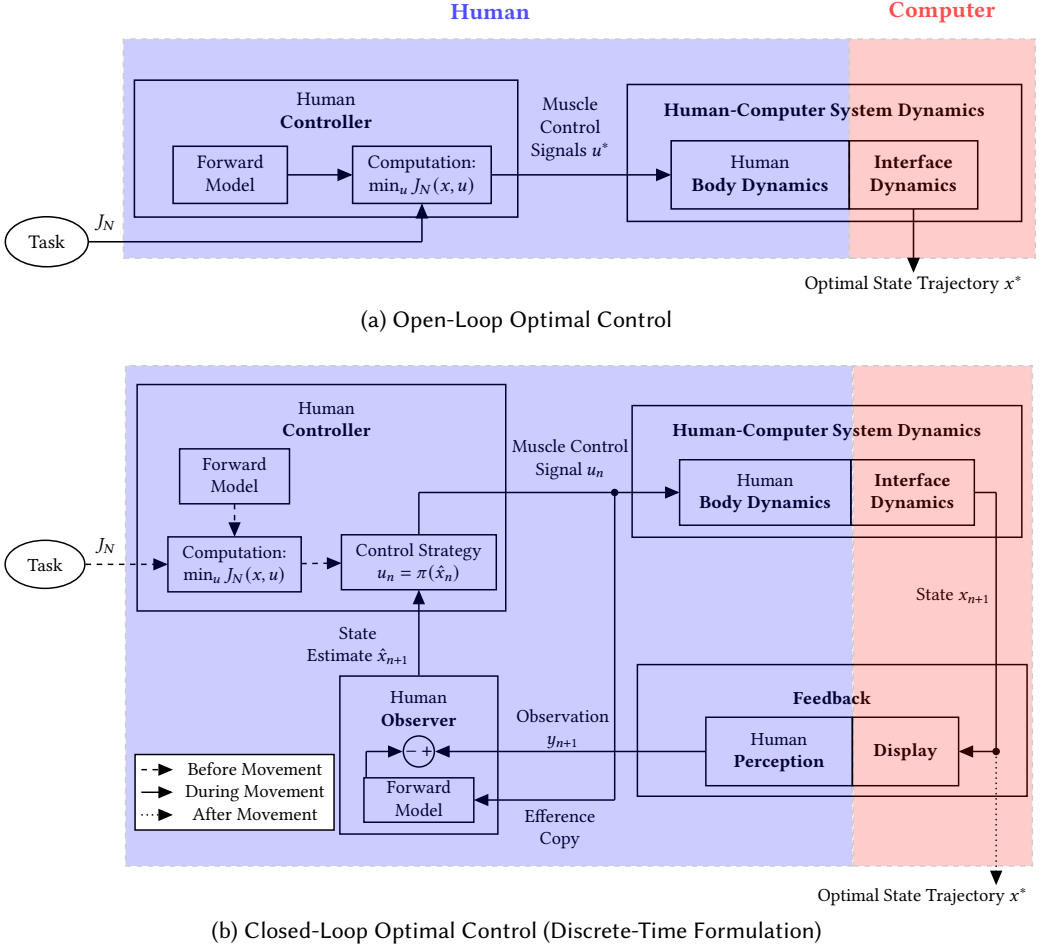 Human
Computer
Human
Controller
Forward
Model
Computation:
min_u J_N(x, u)
Muscle
Control
Signals u*
Human-Computer System Dynamics
Human
Body Dynamics
Interface
Dynamics
J_N
Task
Optimal State Trajectory x*
(a) Open-Loop Optimal Control
Human
Controller
Forward
Model
J_N
Task
Computation:
min_u J_N(x, u)
Control Strategy
u_n = π(x̂_n)
Muscle Control
Signal u_n
Human-Computer System Dynamics
Human
Body Dynamics
Interface
Dynamics
State x_{n+1}
State
Estimate x̂_{n+1}
Human
Observer
− +
Forward
Model
Observation
y_{n+1}
Efference
Copy
Feedback
Human
Perception
Display
Before Movement
During Movement
After Movement
Optimal State Trajectory x*
(b) Closed-Loop Optimal Control (Discrete-Time Formulation)